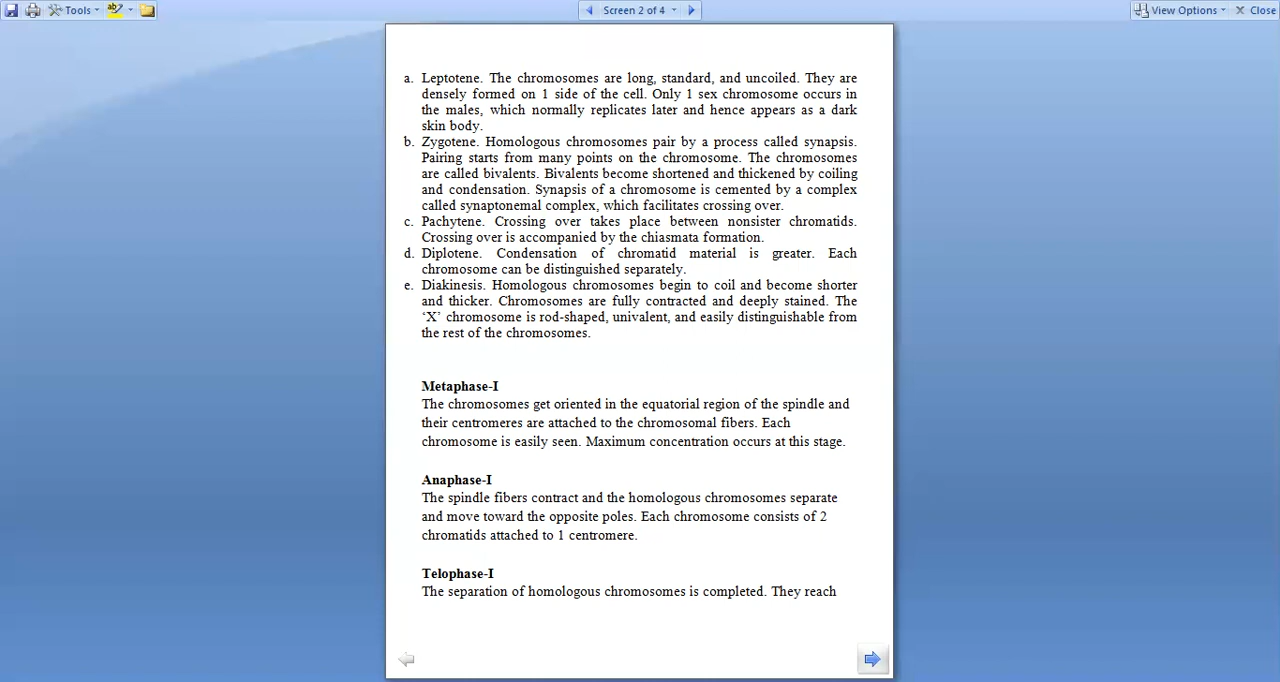 Tools
Screen 2 of 4
View Options
Close
a. Leptotene. The chromosomes are long, standard, and uncoiled. They are
densely formed on 1 side of the cell. Only 1 sex chromosome occurs in
the males, which normally replicates later and hence appears as a dark
skin body.
b. Zygotene. Homologous chromosomes pair by a process called synapsis.
Pairing starts from many points on the chromosome. The chromosomes
are called bivalents. Bivalents become shortened and thickened by coiling
and condensation. Synapsis of a chromosome is cemented by a complex
called synaptonemal complex, which facilitates crossing over.
c. Pachytene. Crossing over takes place between nonsister chromatids.
Crossing over is accompanied by the chiasmata formation.
d. Diplotene. Condensation of chromatid material is greater. Each
chromosome can be distinguished separately.
e. Diakinesis. Homologous chromosomes begin to coil and become shorter
and thicker. Chromosomes are fully contracted and deeply stained. The
‘X’ chromosome is rod-shaped, univalent, and easily distinguishable from
the rest of the chromosomes.
Metaphase-I
The chromosomes get oriented in the equatorial region of the spindle and
their centromeres are attached to the chromosomal fibers. Each
chromosome is easily seen. Maximum concentration occurs at this stage.
Anaphase-I
The spindle fibers contract and the homologous chromosomes separate
and move toward the opposite poles. Each chromosome consists of 2
chromatids attached to 1 centromere.
Telophase-I
The separation of homologous chromosomes is completed. They reach